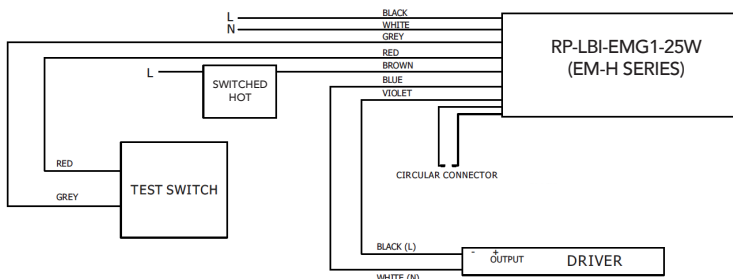 L
BLACK
N
WHITE
GREY
RED
BROWN
L
BLUE
VIOLET
SWITCHED
HOT
RP-LBI-EMG1-25W
(EM-H SERIES)
CIRCULAR CONNECTOR
RED
GREY
TEST SWITCH
BLACK (L)
WHITE (N)
- +
OUTPUT
DRIVER